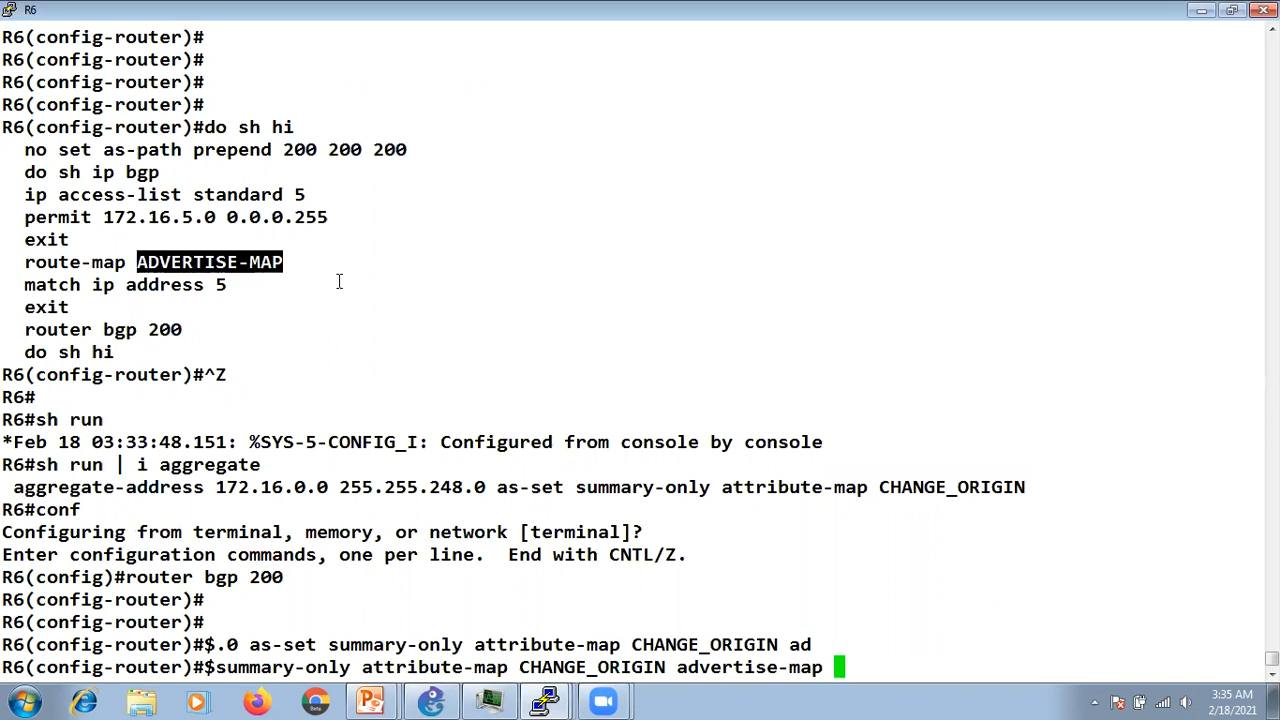 R6
R6(config-router)#
R6(config-router)#
R6(config-router)#
R6(config-router)#
R6(config-router)#do sh hi
  no set as-path prepend 200 200 200
  do sh ip bgp
  ip access-list standard 5
  permit 172.16.5.0 0.0.0.255
  exit
  route-map ADVERTISE-MAP
  match ip address 5
  exit
  router bgp 200
  do sh hi
R6(config-router)#^Z
R6#
R6#sh run
*Feb 18 03:33:48.151: %SYS-5-CONFIG_I: Configured from console by console
R6#sh run | i aggregate
 aggregate-address 172.16.0.0 255.255.248.0 as-set summary-only attribute-map CHANGE_ORIGIN
R6#conf
Configuring from terminal, memory, or network [terminal]?
Enter configuration commands, one per line.  End with CNTL/Z.
R6(config)#router bgp 200
R6(config-router)#
R6(config-router)#
R6(config-router)#$.0 as-set summary-only attribute-map CHANGE_ORIGIN ad
R6(config-router)#$summary-only attribute-map CHANGE_ORIGIN advertise-map
3:35 AM
2/18/2021